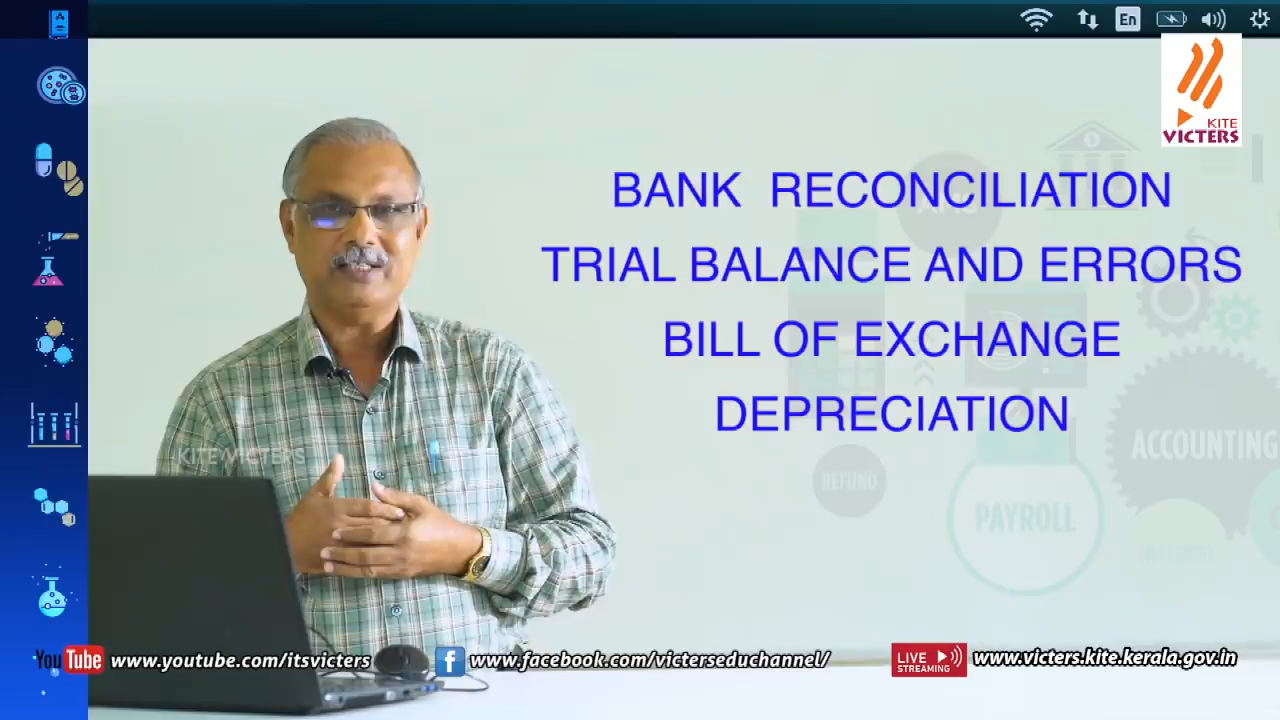 En
KITE
VICTERS
BANK RECONCILIATION
TRIAL BALANCE AND ERRORS
BILL OF EXCHANGE
DEPRECIATION
ACCOUNTING
KITE VICTERS
REFUND
PAYROLL
YouTube www.youtube.com/itsvicters
f www.facebook.com/victerseduchannel/
LIVE
STREAMING
www.victers.kite.kerala.gov.in